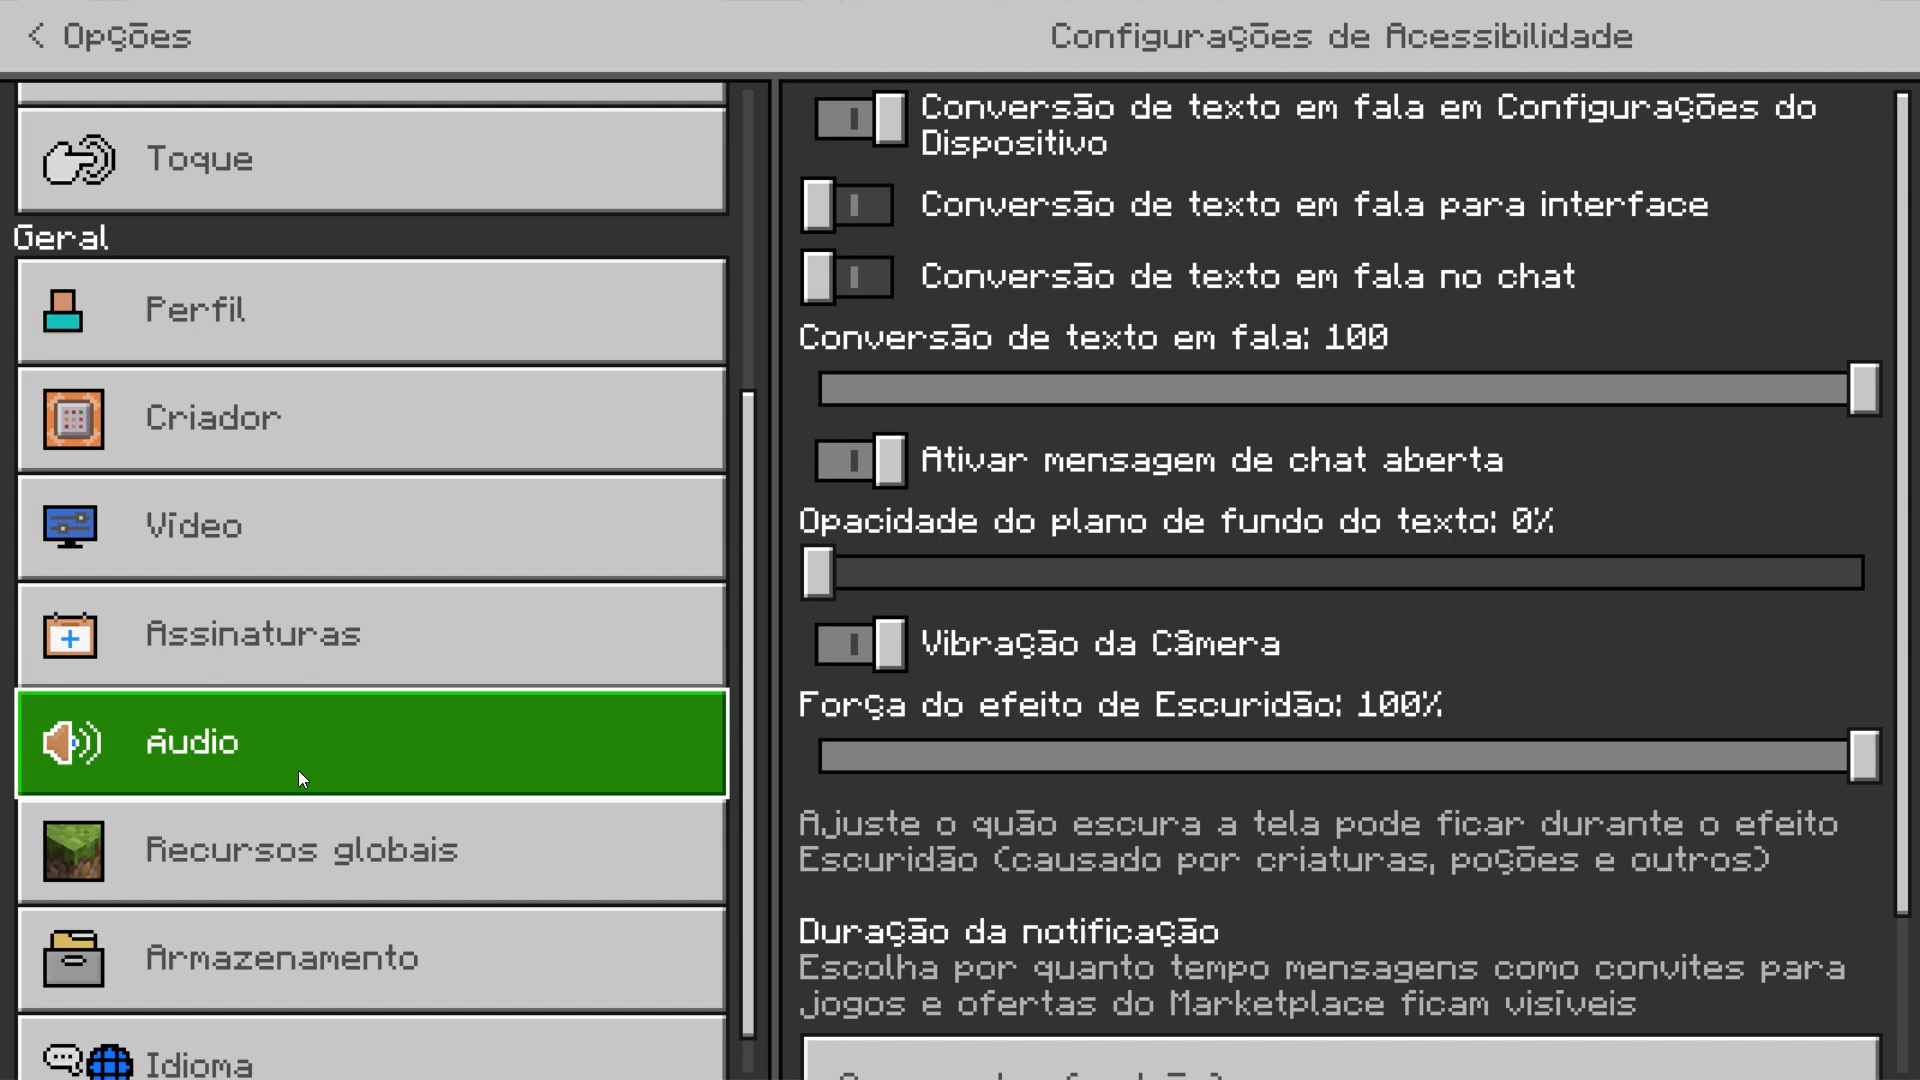 < Opções
Configurações de Acessibilidade
Toque
Geral
Perfil
Criador
Vídeo
Assinaturas
Áudio
Recursos globais
Armazenamento
Idioma
Conversão de texto em fala em Configurações do
Dispositivo
Conversão de texto em fala para interface
Conversão de texto em fala no chat
Conversão de texto em fala: 100
Ativar mensagem de chat aberta
Opacidade do plano de fundo do texto: 0%
Vibração da Câmera
Força do efeito de Escuridão: 100%
Ajuste o quão escura a tela pode ficar durante o efeito
Escuridão (causado por criaturas, poções e outros)
Duração da notificação
Escolha por quanto tempo mensagens como convites para
jogos e ofertas do Marketplace ficam visíveis